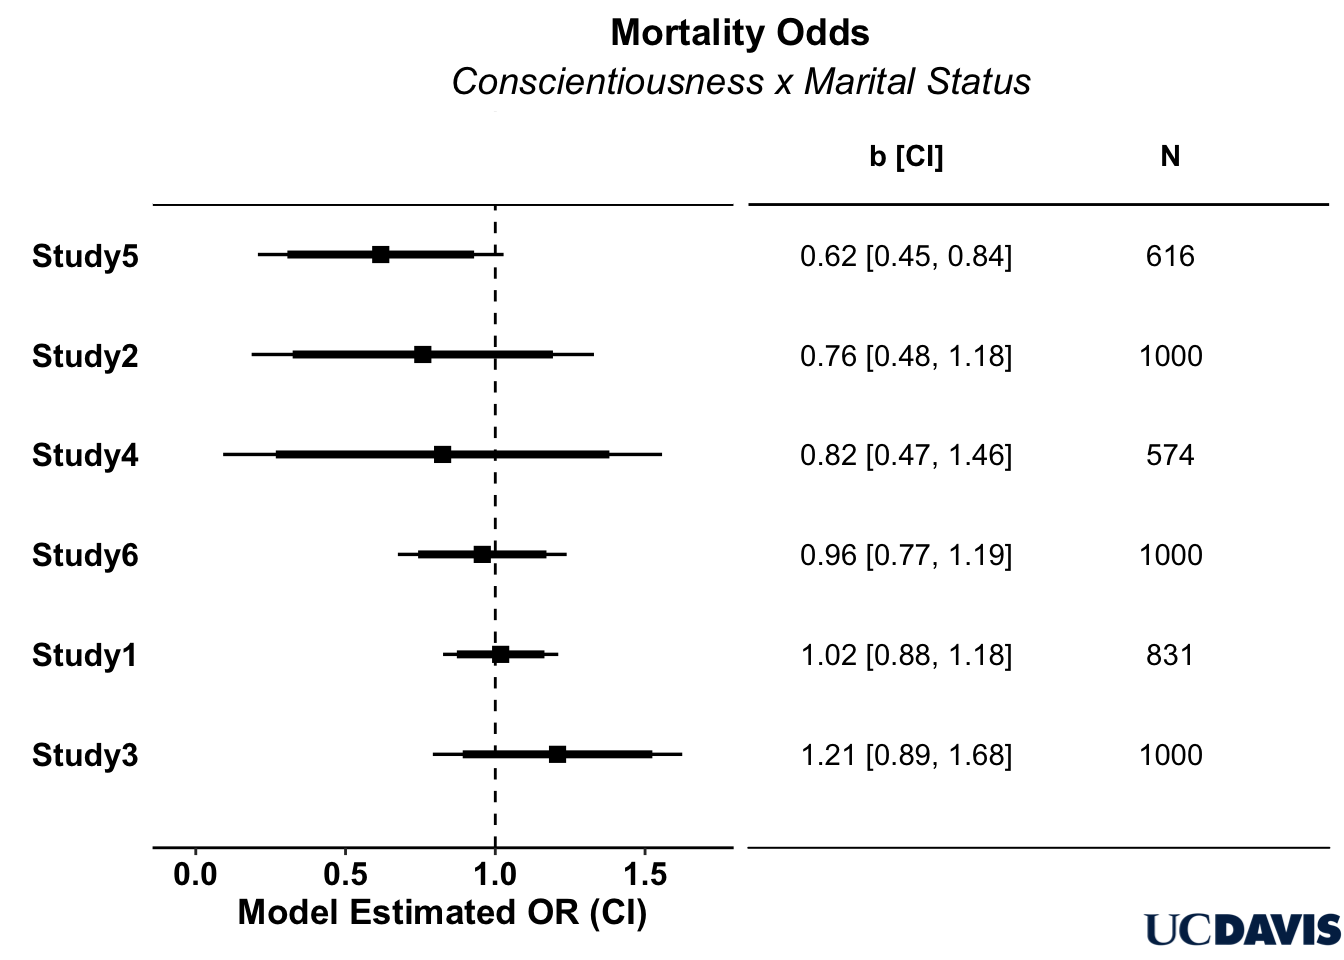 Mortality Odds
Conscientiousness x Marital Status
b [CI] N
Study5 0.62 [0.45, 0.84] 616
Study2 0.76 [0.48, 1.18] 1000
Study4 0.82 [0.47, 1.46] 574
Study6 0.96 [0.77, 1.19] 1000
Study1 1.02 [0.88, 1.18] 831
Study3 1.21 [0.89, 1.68] 1000
0.0 0.5 1.0 1.5
Model Estimated OR (CI)
UCDAVIS